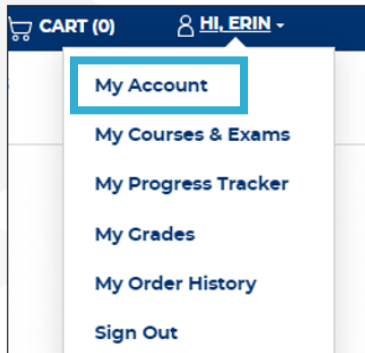 CART (0) HI, ERIN
My Account
My Courses & Exams
My Progress Tracker
My Grades
My Order History
Sign Out